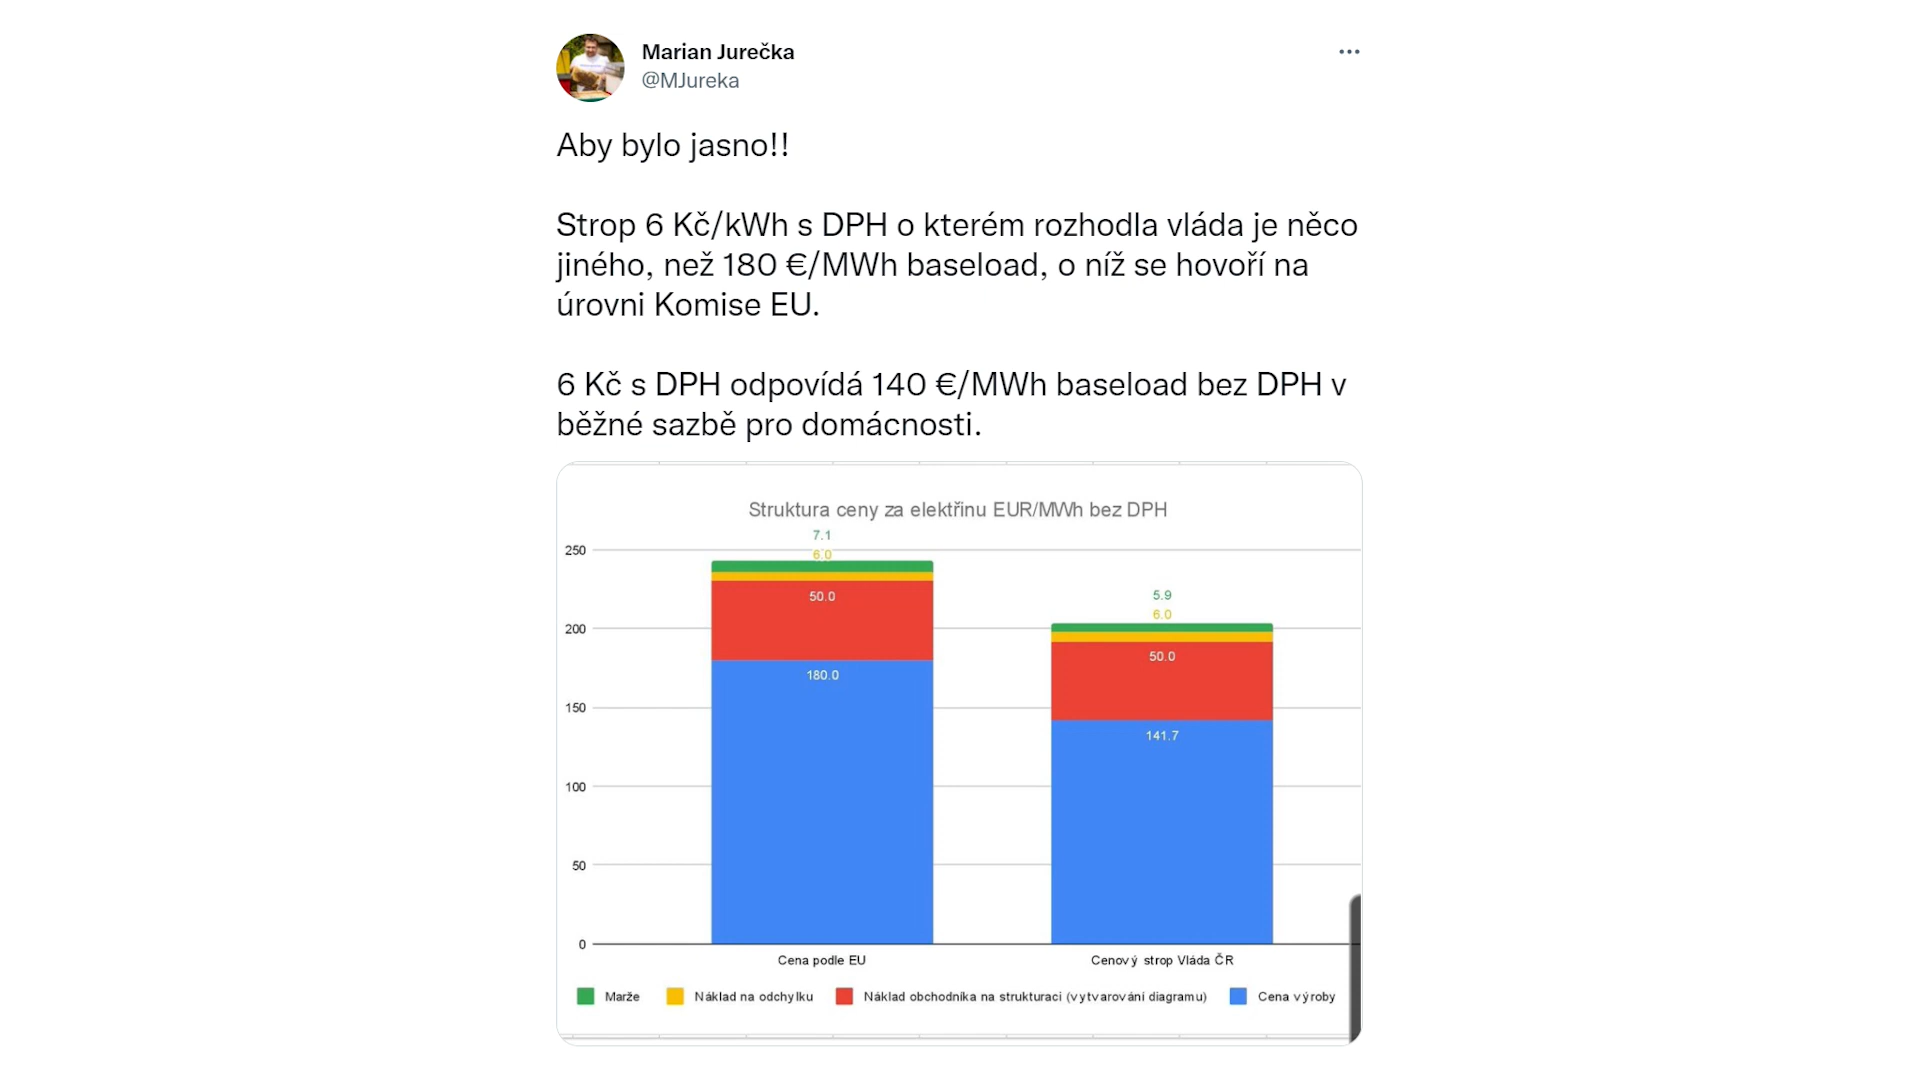 Marian Jurečka
@MJureka
Aby bylo jasno!!
Strop 6 Kč/kWh s DPH o kterém rozhodla vláda je něco
jiného, než 180 €/MWh baseload, o níž se hovoří na
úrovni Komise EU.
6 Kč s DPH odpovídá 140 €/MWh baseload bez DPH v
běžné sazbě pro domácnosti.
Struktura ceny za elektřinu EUR/MWh bez DPH
7.1
6.0
50.0
180.0
5.9
6.0
50.0
141.7
250
200
150
100
50
0
Cena podle EU
Cenový strop Vláda ČR
Marže
Náklad na odchylku
Náklad obchodníka na strukturaci (vytvarování diagramu)
Cena výroby